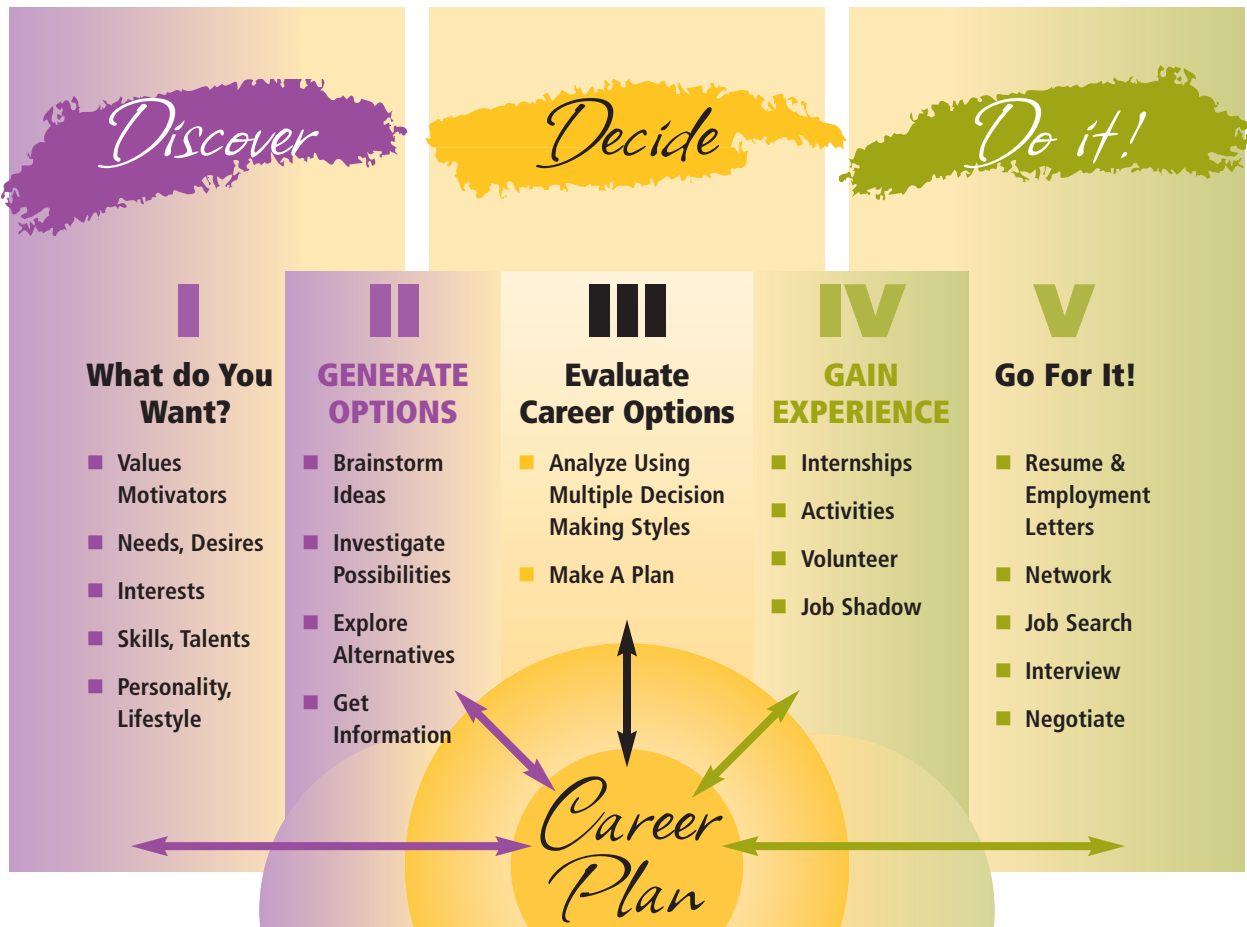 Discover
Decide
Do it!
I
What do You
Want?
Values
Motivators
Needs, Desires
Interests
Skills, Talents
Personality,
Lifestyle
II
GENERATE
OPTIONS
Brainstorm
Ideas
Investigate
Possibilities
Explore
Alternatives
Get
Information
III
Evaluate
Career Options
Analyze Using
Multiple Decision
Making Styles
Make A Plan
IV
GAIN
EXPERIENCE
Internships
Activities
Volunteer
Job Shadow
V
Go For It!
Resume &
Employment
Letters
Network
Job Search
Interview
Negotiate
Career
Plan